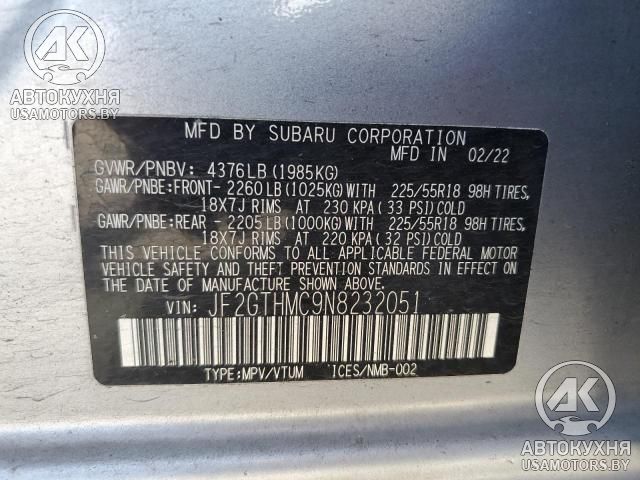 AK
АВТОКУХНЯ
USAMOTORS.BY
MFD BY SUBARU CORPORATION
MFD IN 02/22
GVWR/PNBV: 4376LB(1985KG)
GAWR/PNBE:FRONT- 2260LB(1025KG)WITH 225/55R18 98H TIRES,
18X7J RIMS AT 230 KPA(33 PSI)COLD
GAWR/PNBE:REAR - 2205LB(1000KG)WITH 225/55R18 98H TIRES,
18X7J RIMS AT 220 KPA(32 PSI)COLD
THIS VEHICLE CONFORMS TO ALL APPLICABLE FEDERAL MOTOR
VEHICLE SAFETY AND THEFT PREVENTION STANDARDS IN EFFECT ON
THE DATE OF MANUFACTURE SHOWN ABOVE.
VIN: JF2GTHMC9N8232051
TYPE:MPV/VTUM ICES/NMB-002
AK
АВТОКУХНЯ
USAMOTORS.BY